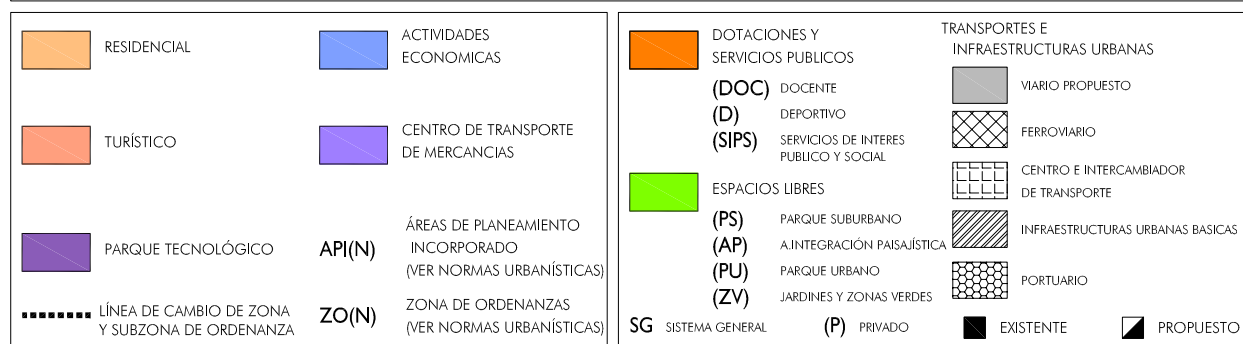 RESIDENCIAL
ACTIVIDADES
ECONOMICAS
TURÍSTICO
CENTRO DE TRANSPORTE
DE MERCANCIAS
PARQUE TECNOLÓGICO
API(N)
ÁREAS DE PLANEAMIENTO
INCORPORADO
(VER NORMAS URBANÍSTICAS)
LÍNEA DE CAMBIO DE ZONA
Y SUBZONA DE ORDENANZA
ZO(N)
ZONA DE ORDENANZAS
(VER NORMAS URBANÍSTICAS)
DOTACIONES Y
SERVICIOS PUBLICOS
(DOC) DOCENTE
(D) DEPORTIVO
(SIPS) SERVICIOS DE INTERES
PUBLICO Y SOCIAL
ESPACIOS LIBRES
(PS) PARQUE SUBURBANO
(AP) A.INTEGRACIÓN PAISAJÍSTICA
(PU) PARQUE URBANO
(ZV) JARDINES Y ZONAS VERDES
TRANSPORTES E
INFRAESTRUCTURAS URBANAS
VIARIO PROPUESTO
FERROVIARIO
CENTRO E INTERCAMBIADOR
DE TRANSPORTE
INFRAESTRUCTURAS URBANAS BASICAS
PORTUARIO
SG SISTEMA GENERAL (P) PRIVADO EXISTENTE PROPUESTO